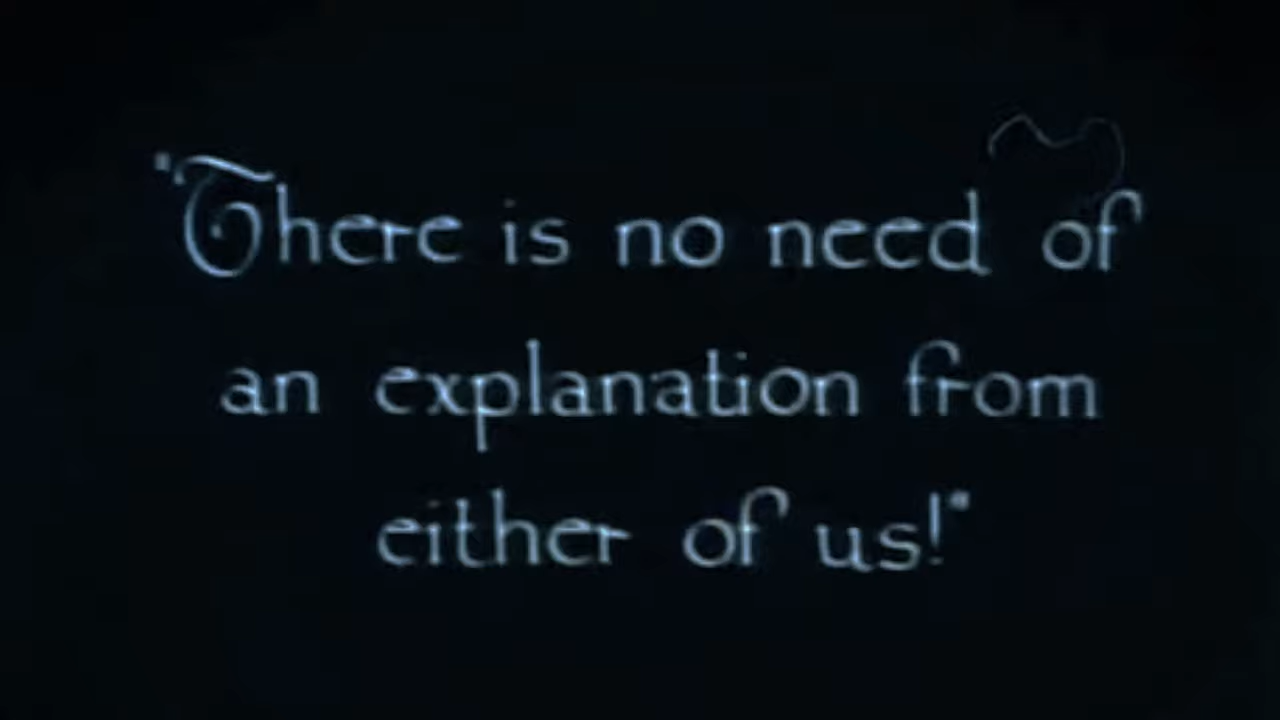 "There is no need of
an explanation from
either of us!"